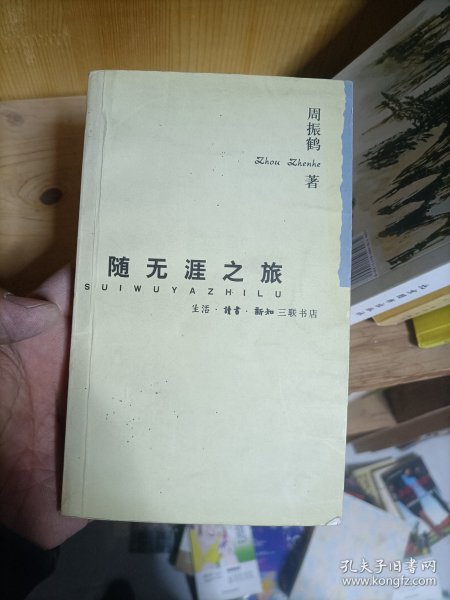 周振鹤
Zhou Zhenhe
著
随无涯之旅
SUIWUYAZHILU
生活·讀書·新知三联书店
孔夫子旧书网
www.kongfz.com